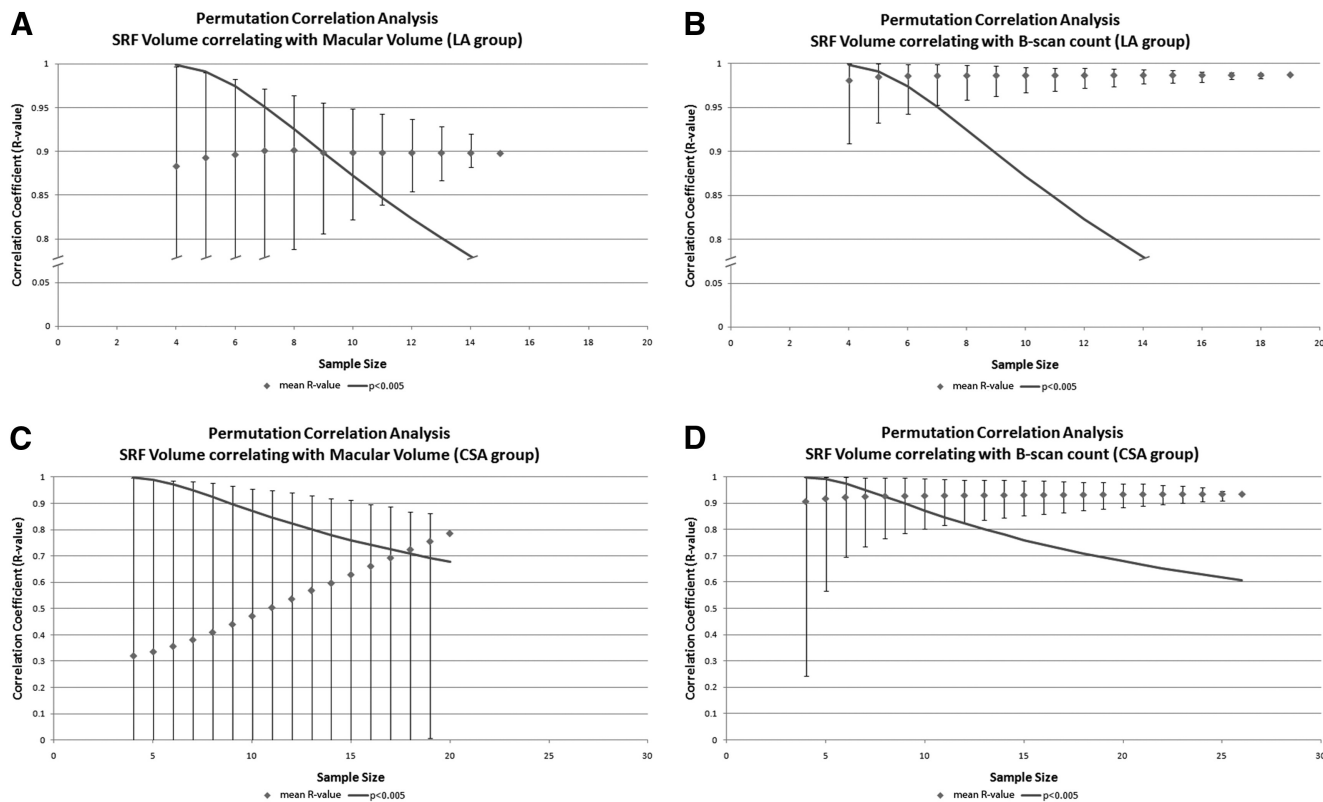 A
Permutation Correlation Analysis
SRF Volume correlating with Macular Volume (LA group)
Correlation Coefficient (R-value)
1
0.95
0.9
0.85
0.8
0.05
0
0 2 4 6 8 10 12 14 16 18 20
Sample Size
mean R-value p<0.005
B
Permutation Correlation Analysis
SRF Volume correlating with B-scan count (LA group)
Correlation Coefficient (R-value)
1
0.95
0.9
0.85
0.8
0.05
0
0 2 4 6 8 10 12 14 16 18 20
Sample Size
mean R-value p<0.005
C
Permutation Correlation Analysis
SRF Volume correlating with Macular Volume (CSA group)
Correlation Coefficient (R-value)
1
0.9
0.8
0.7
0.6
0.5
0.4
0.3
0.2
0.1
0
0 5 10 15 20 25 30
Sample Size
mean R-value p<0.005
D
Permutation Correlation Analysis
SRF Volume correlating with B-scan count (CSA group)
Correlation Coefficient (R-value)
1
0.9
0.8
0.7
0.6
0.5
0.4
0.3
0.2
0.1
0
0 5 10 15 20 25 30
Sample Size
mean R-value p<0.005